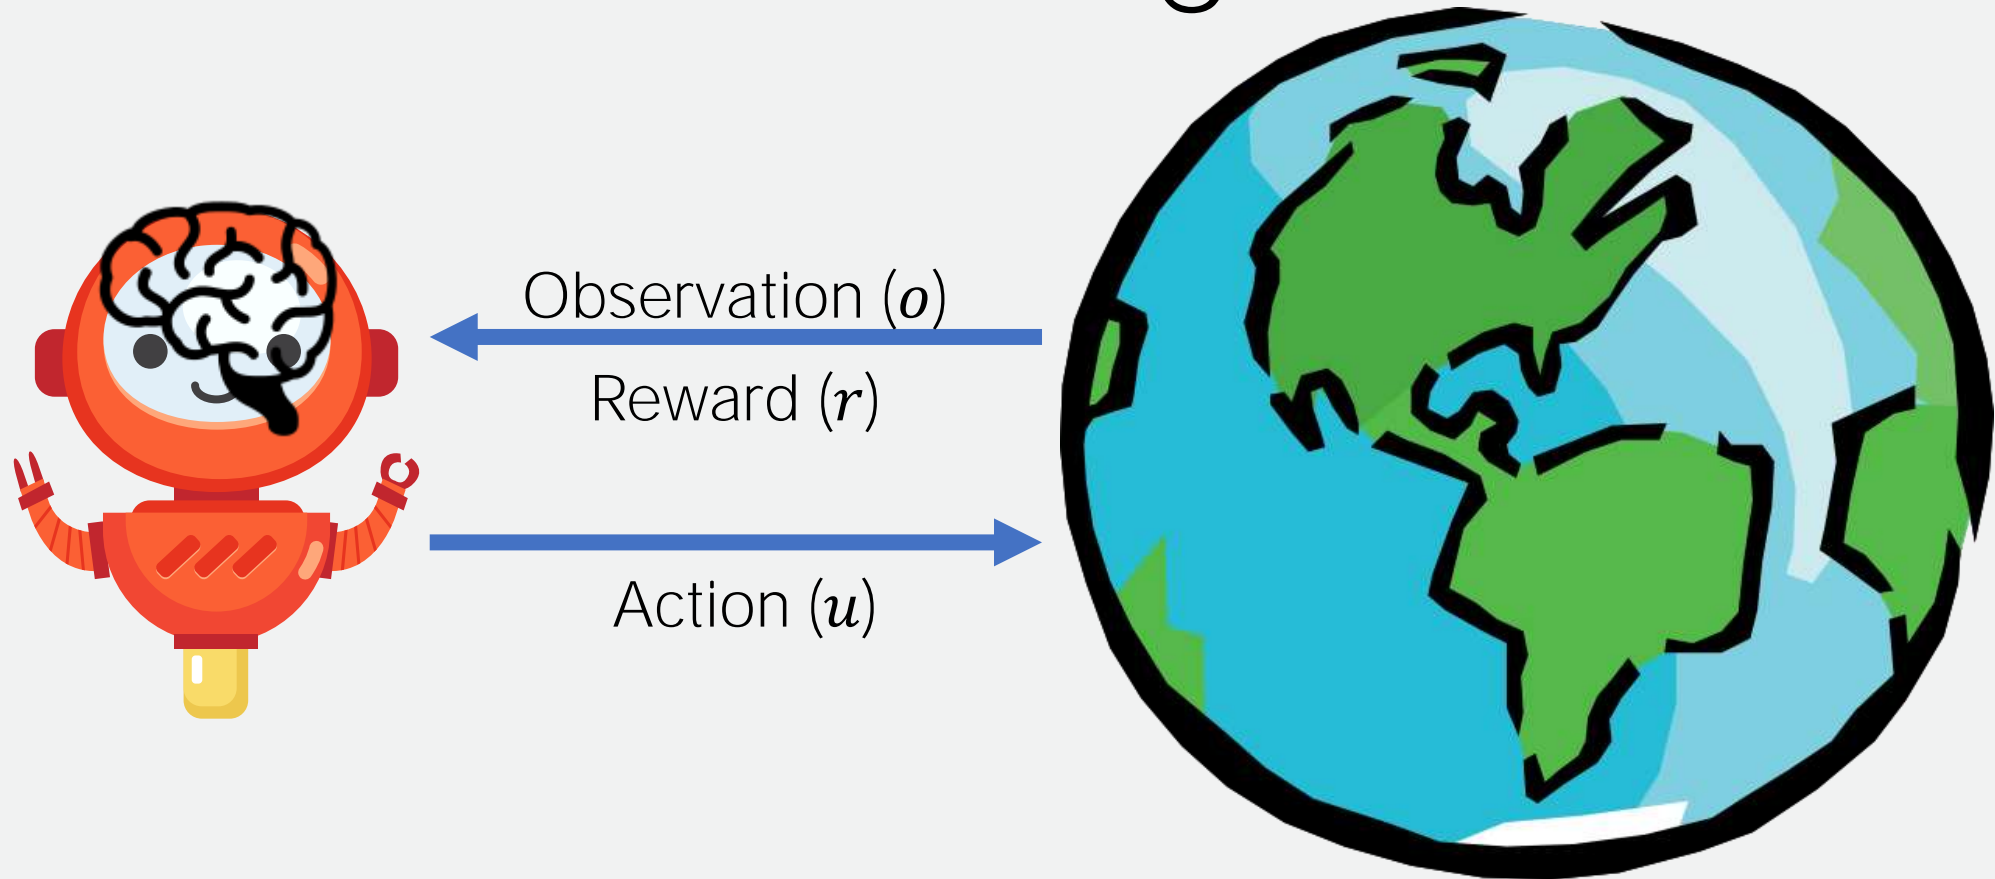 Observation (o)
Reward (r)
Action (u)